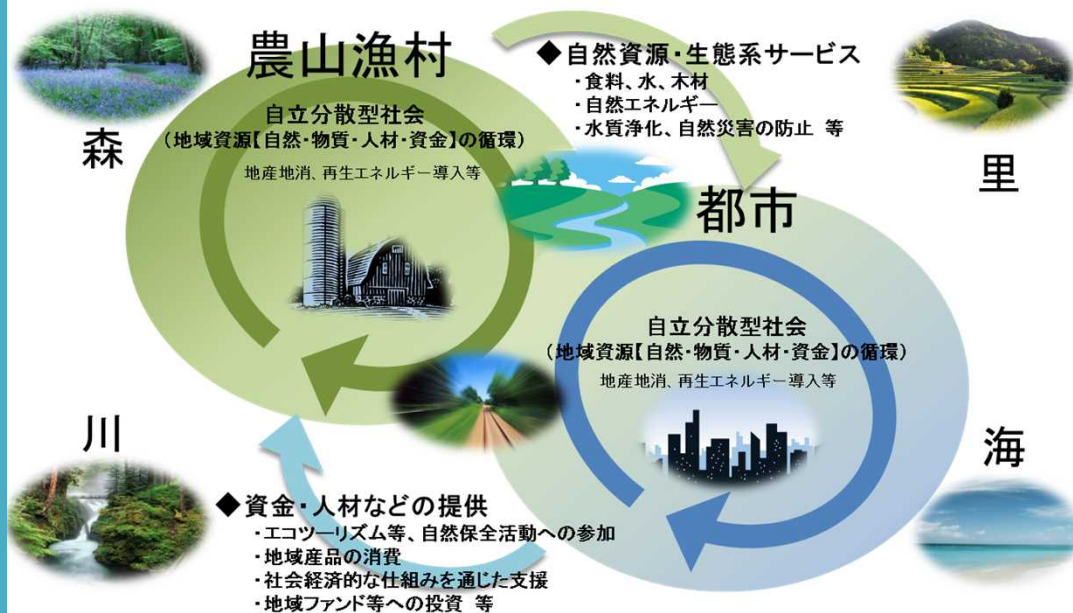 農山漁村
自立分散型社会
(地域資源【自然・物質・人材・資金】の循環)
地産地消、再生エネルギー導入等
森
◆自然資源・生態系サービス
・食料、水、木材
・自然エネルギー
・水質浄化、自然災害の防止 等
里
都市
自立分散型社会
(地域資源【自然・物質・人材・資金】の循環)
地産地消、再生エネルギー導入等
川
◆資金・人材などの提供
・エコツーリズム等、自然保全活動への参加
・地域産品の消費
・社会経済的な仕組みを通じた支援
・地域ファンド等への投資 等
海